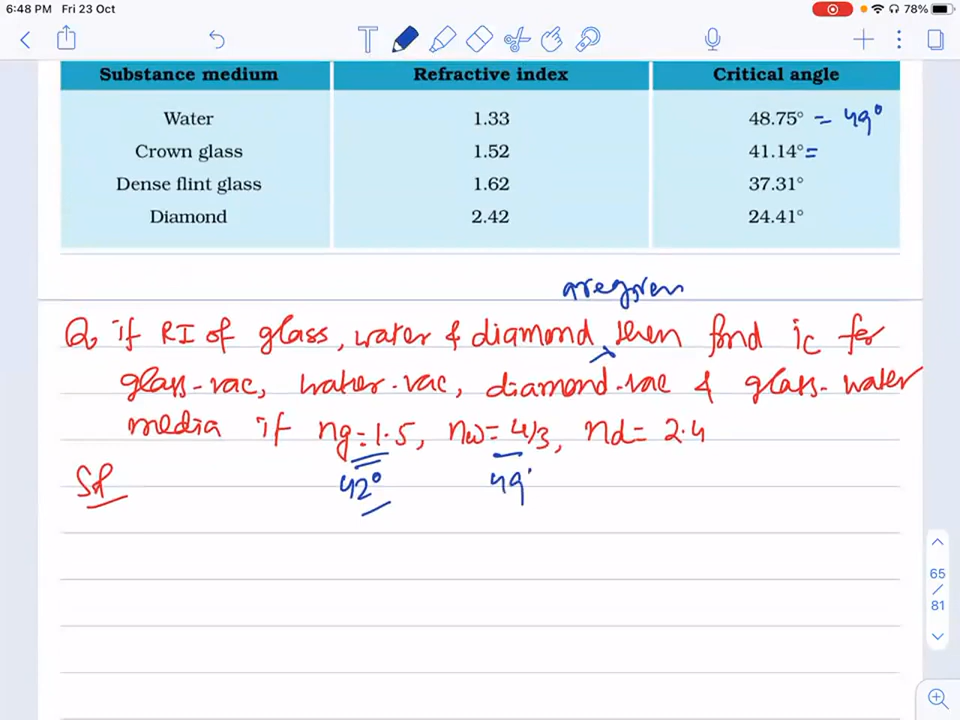 6:48 PM Fri 23 Oct 78%
Substance medium Refractive index Critical angle
Water 1.33 48.75° = 49°
Crown glass 1.52 41.14° =
Dense flint glass 1.62 37.31°
Diamond 2.42 24.41°
are given
Q. if RI of glass, water & diamond then find ic for
glass-vac, water-vac, diamond-vac & glass-water
media if ng = 1.5, nw = 4/3, nd = 2.4
42° 49°
Sol
65
/
81